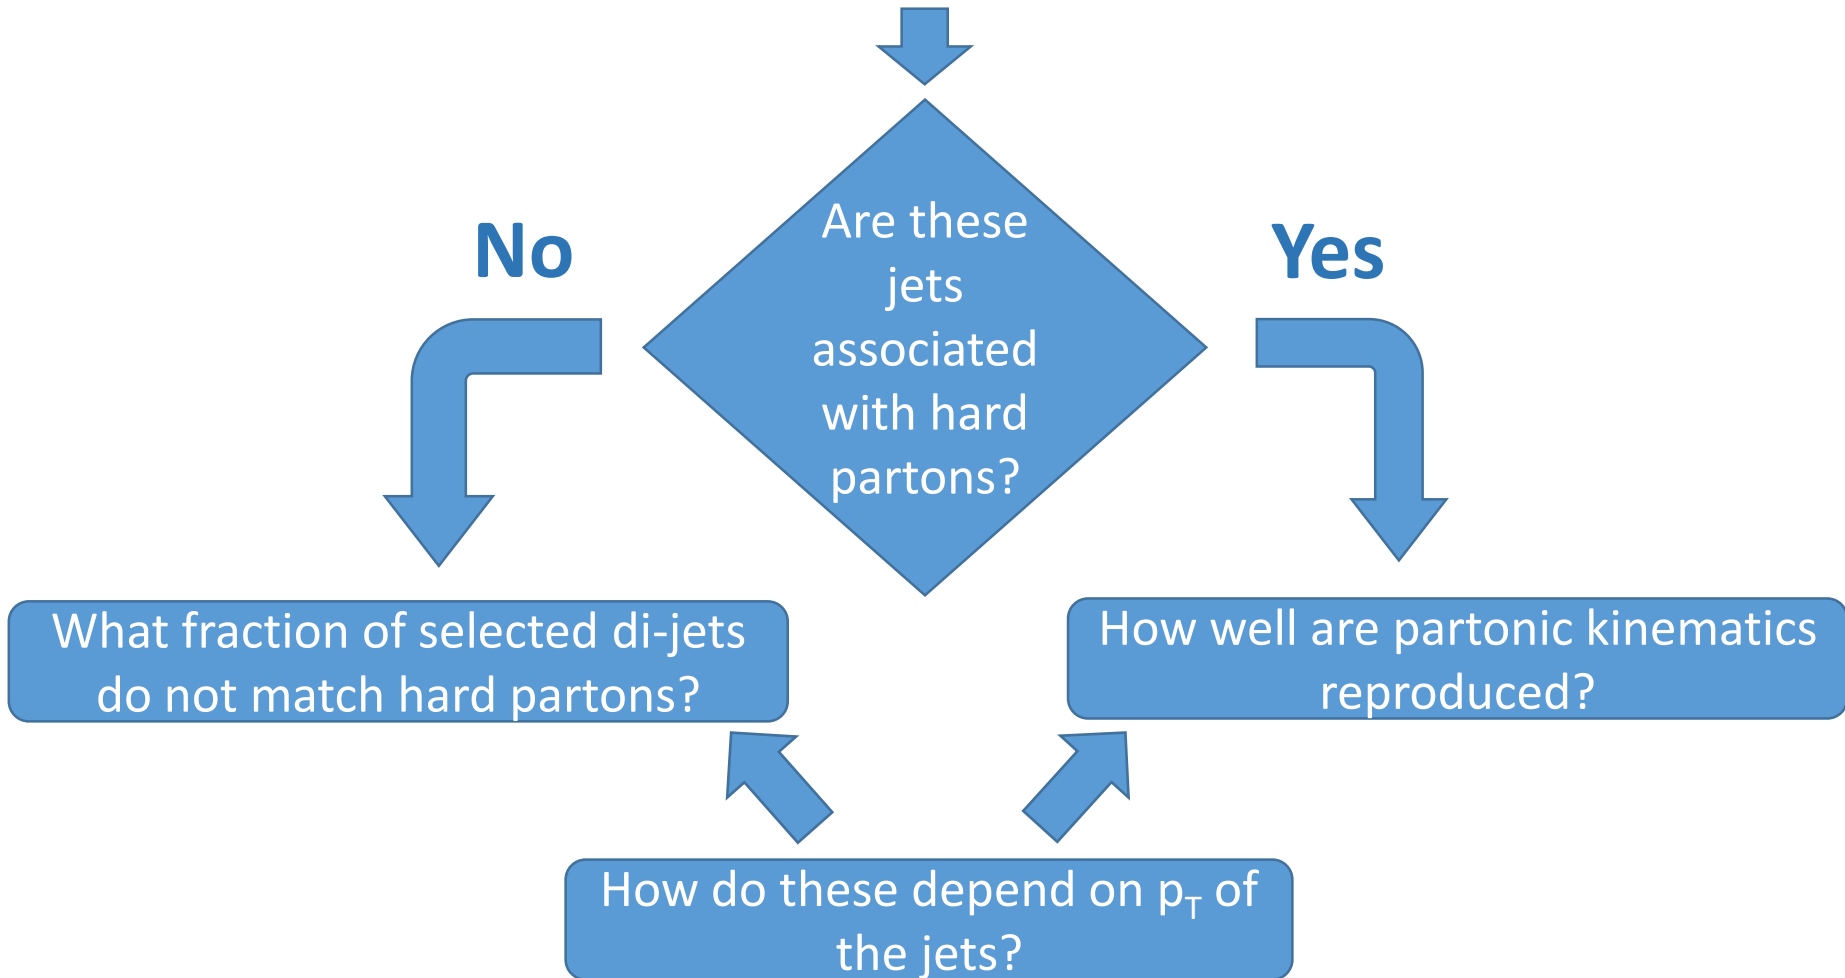 No
Are these
jets
associated
with hard
partons?
Yes
What fraction of selected di-jets
do not match hard partons?
How well are partonic kinematics
reproduced?
How do these depend on pT of
the jets?